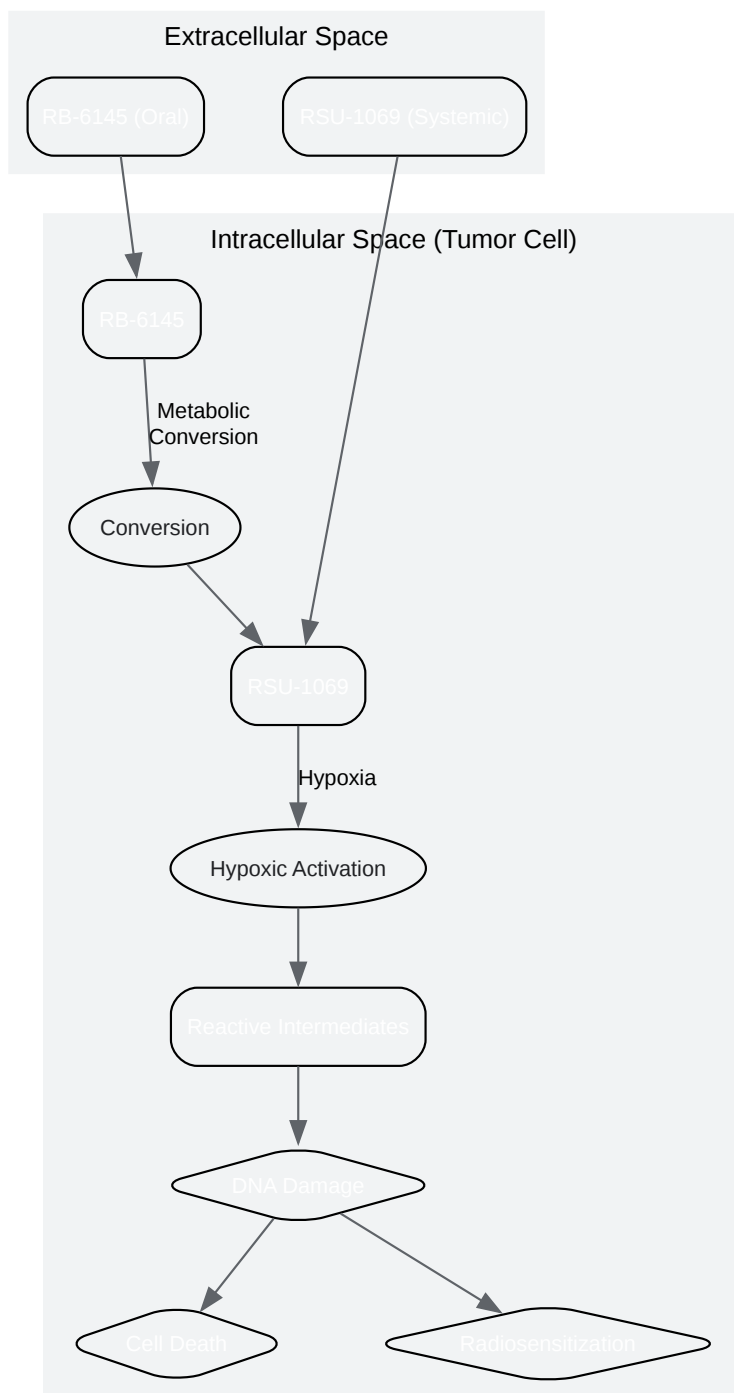 Extracellular Space
RB-6145 (Oral)
RSU-1069 (Systemic)
Intracellular Space (Tumor Cell)
RB-6145
Metabolic
Conversion
Conversion
RSU-1069
Hypoxia
Hypoxic Activation
Reactive Intermediates
DNA Damage
Cell Death
Radiosensitization